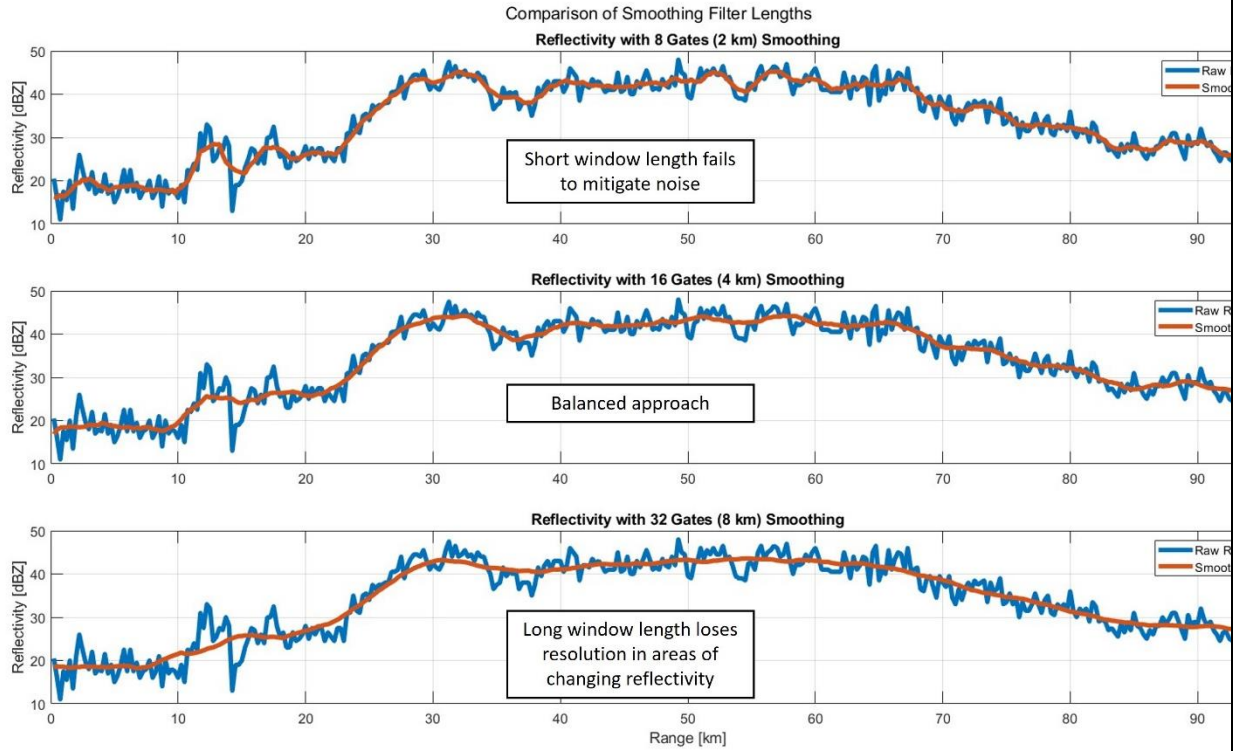 Comparison of Smoothing Filter Lengths
Reflectivity with 8 Gates (2 km) Smoothing
50
40
30
20
10
Reflectivity [dBZ]
Raw
Smoo
Short window length fails
to mitigate noise
0 10 20 30 40 50 60 70 80 90
Reflectivity with 16 Gates (4 km) Smoothing
50
40
30
20
10
Reflectivity [dBZ]
Raw R
Smoot
Balanced approach
0 10 20 30 40 50 60 70 80 90
Reflectivity with 32 Gates (8 km) Smoothing
50
40
30
20
10
Reflectivity [dBZ]
Raw R
Smoot
Long window length loses
resolution in areas of
changing reflectivity
0 10 20 30 40 50 60 70 80 90
Range [km]